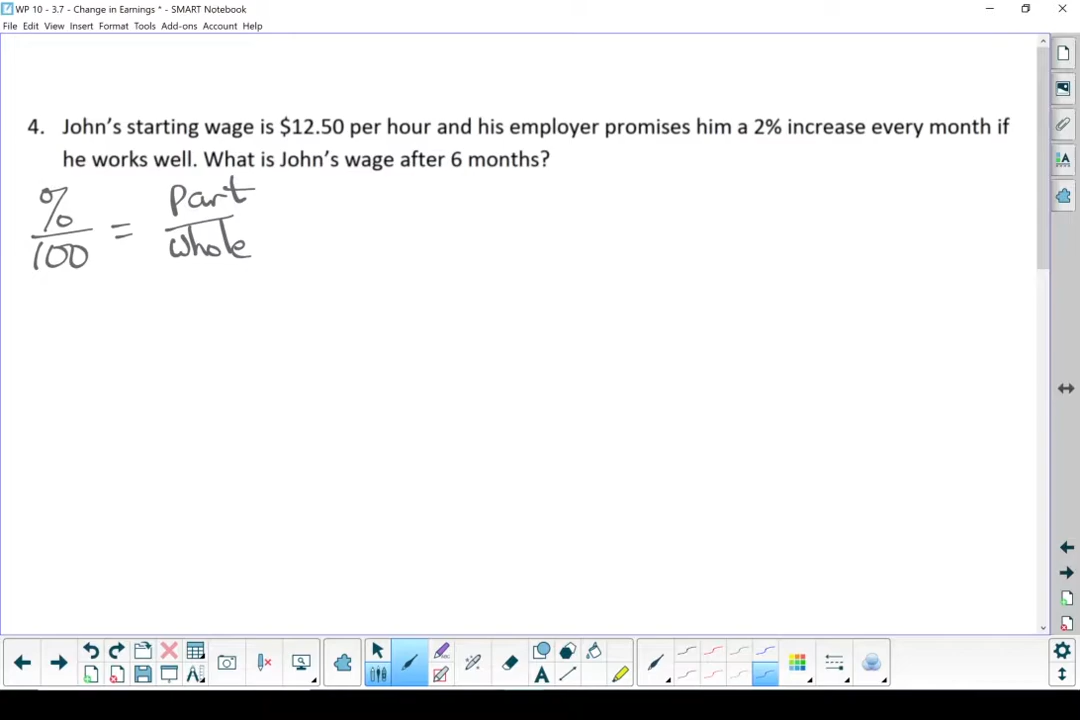 WP 10 - 3.7 - Change in Earnings * - SMART Notebook
File Edit View Insert Format Tools Add-ons Account Help
4. John's starting wage is $12.50 per hour and his employer promises him a 2% increase every month if
he works well. What is John's wage after 6 months?
% / 100 = Part / whole